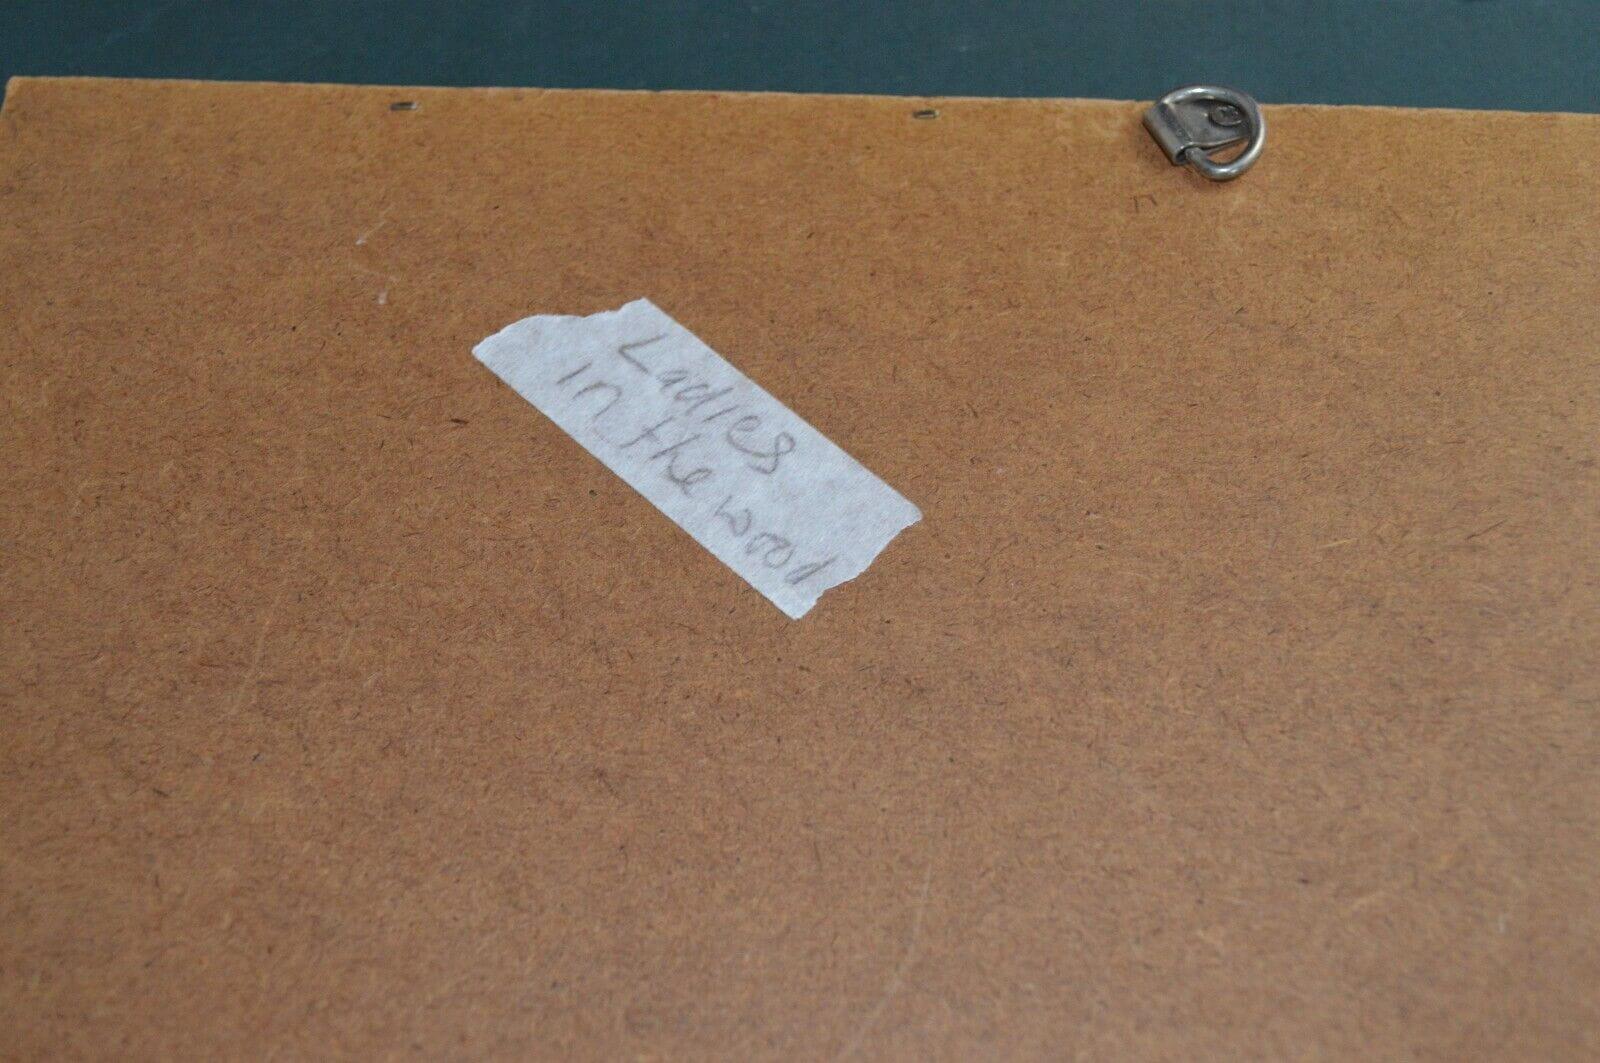 Ladies
in the wood